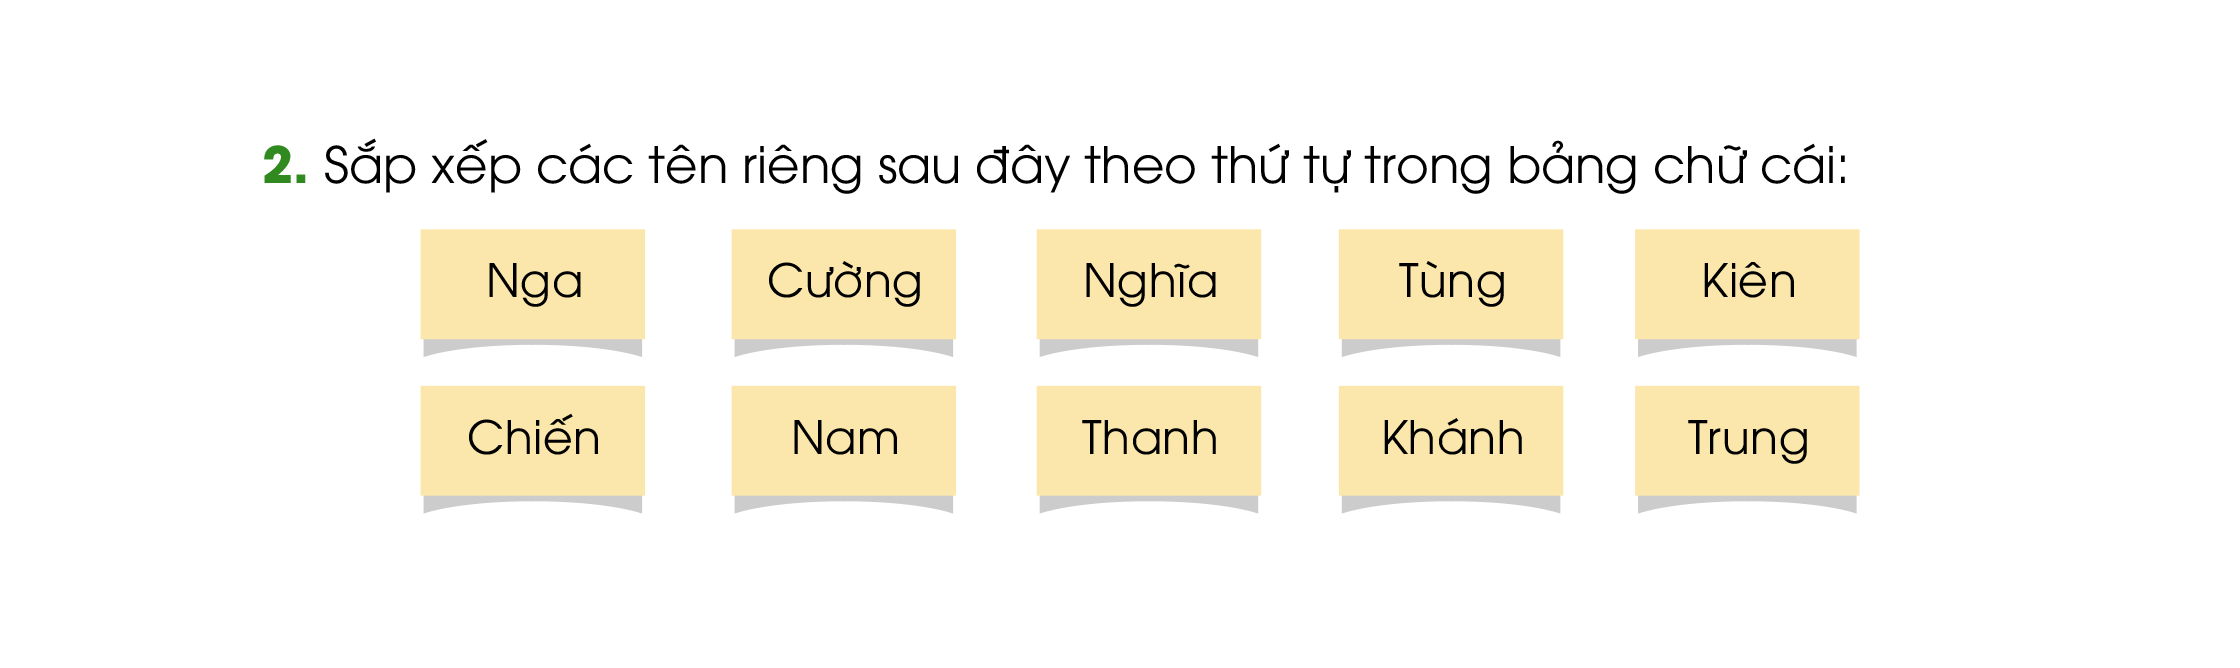 2. Sắp xếp các tên riêng sau đây theo thứ tự trong bảng chữ cái:
Nga Cường Nghĩa Tùng Kiên
Chiến Nam Thanh Khánh Trung